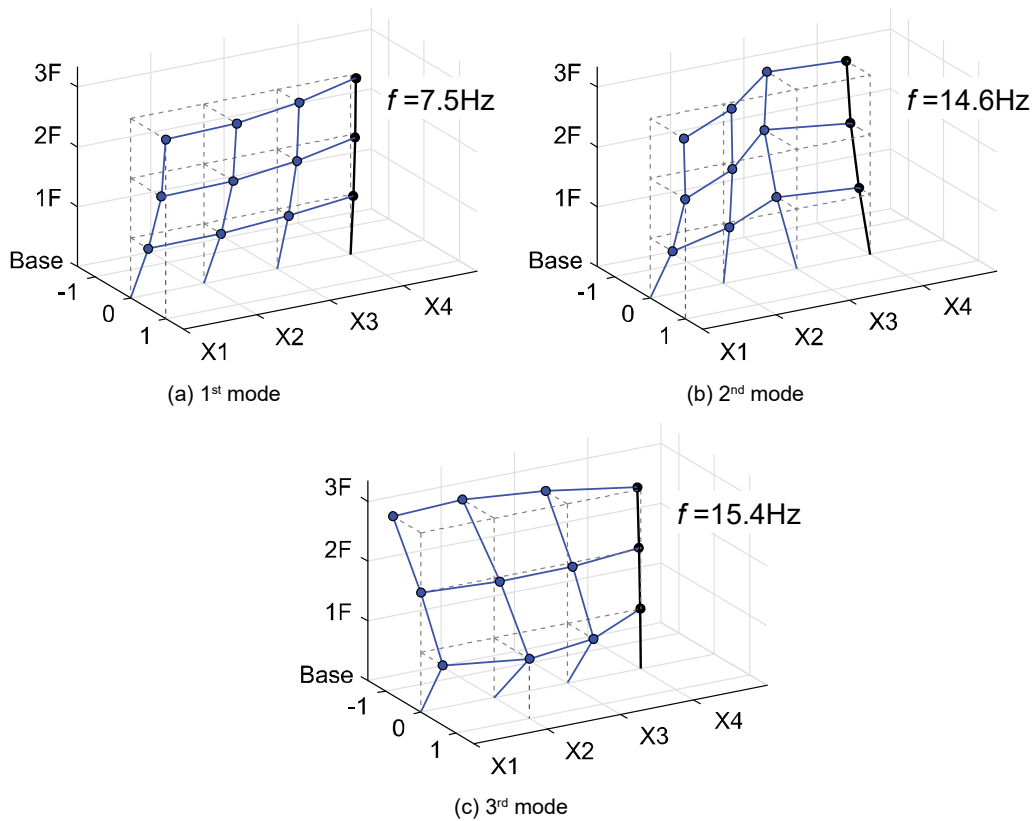 3F
2F
1F
Base
-1
0
1
X1
X2
X3
X4
f =7.5Hz
(a) 1st mode
3F
2F
1F
Base
-1
0
1
X1
X2
X3
X4
f =14.6Hz
(b) 2nd mode
3F
2F
1F
Base
-1
0
1
X1
X2
X3
X4
f =15.4Hz
(c) 3rd mode